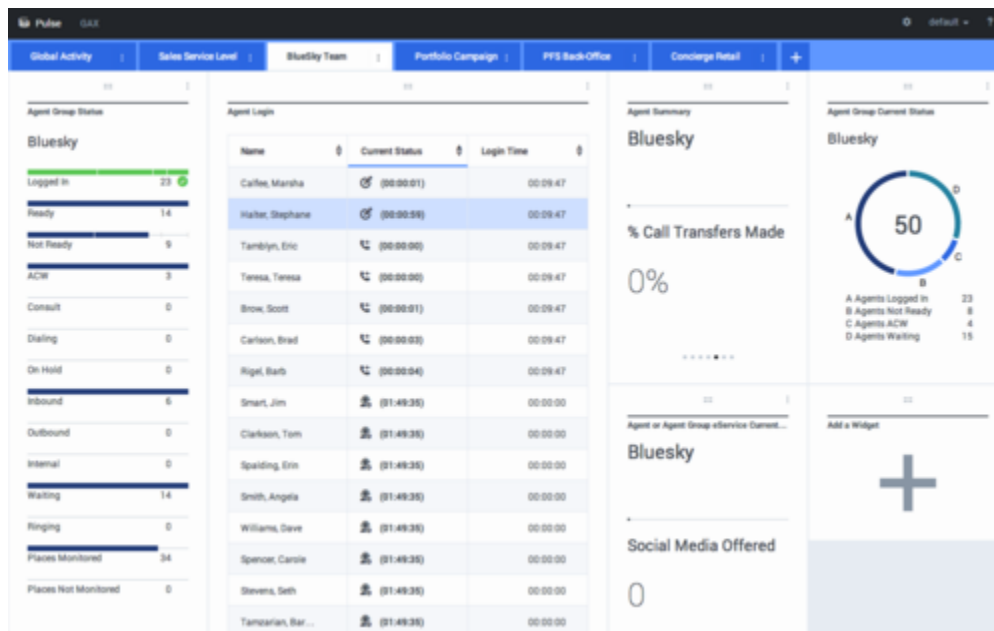 Pulse GAX default ?
Global Activity Sales Service Level BlueSky Team Portfolio Campaign PFS Back-Office Concierge Retail +
Agent Group Status
Bluesky
Logged In 23
Ready 14
Not Ready 9
ACW 3
Consult 0
Dialing 0
On Hold 0
Inbound 6
Outbound 0
Internal 0
Waiting 14
Ringing 0
Places Monitored 34
Places Not Monitored 0
Agent Login
Name Current Status Login Time
Calfee, Marsha (00:00:01) 00:09:47
Halter, Stephane (00:00:59) 00:09:47
Tamblyn, Eric (00:00:00) 00:09:47
Teresa, Teresa (00:00:00) 00:09:47
Brow, Scott (00:00:01) 00:09:47
Carlson, Brad (00:00:03) 00:09:47
Rigel, Barb (00:00:04) 00:09:47
Smart, Jim (01:49:35) 00:00:00
Clarkson, Tom (01:49:35) 00:00:00
Spalding, Erin (01:49:35) 00:00:00
Smith, Angela (01:49:35) 00:00:00
Williams, Dave (01:49:35) 00:00:00
Spencer, Carole (01:49:35) 00:00:00
Stevens, Seth (01:49:35) 00:00:00
Tamzarian, Bar... (01:49:35) 00:00:00
Agent Summary
Bluesky
% Call Transfers Made
0%
Agent Group Current Status
Bluesky
A
D
50
C
B
A Agents Logged In 23
B Agents Not Ready 8
C Agents ACW 4
D Agents Waiting 15
Agent or Agent Group eService Current...
Bluesky
Social Media Offered
0
Add a Widget